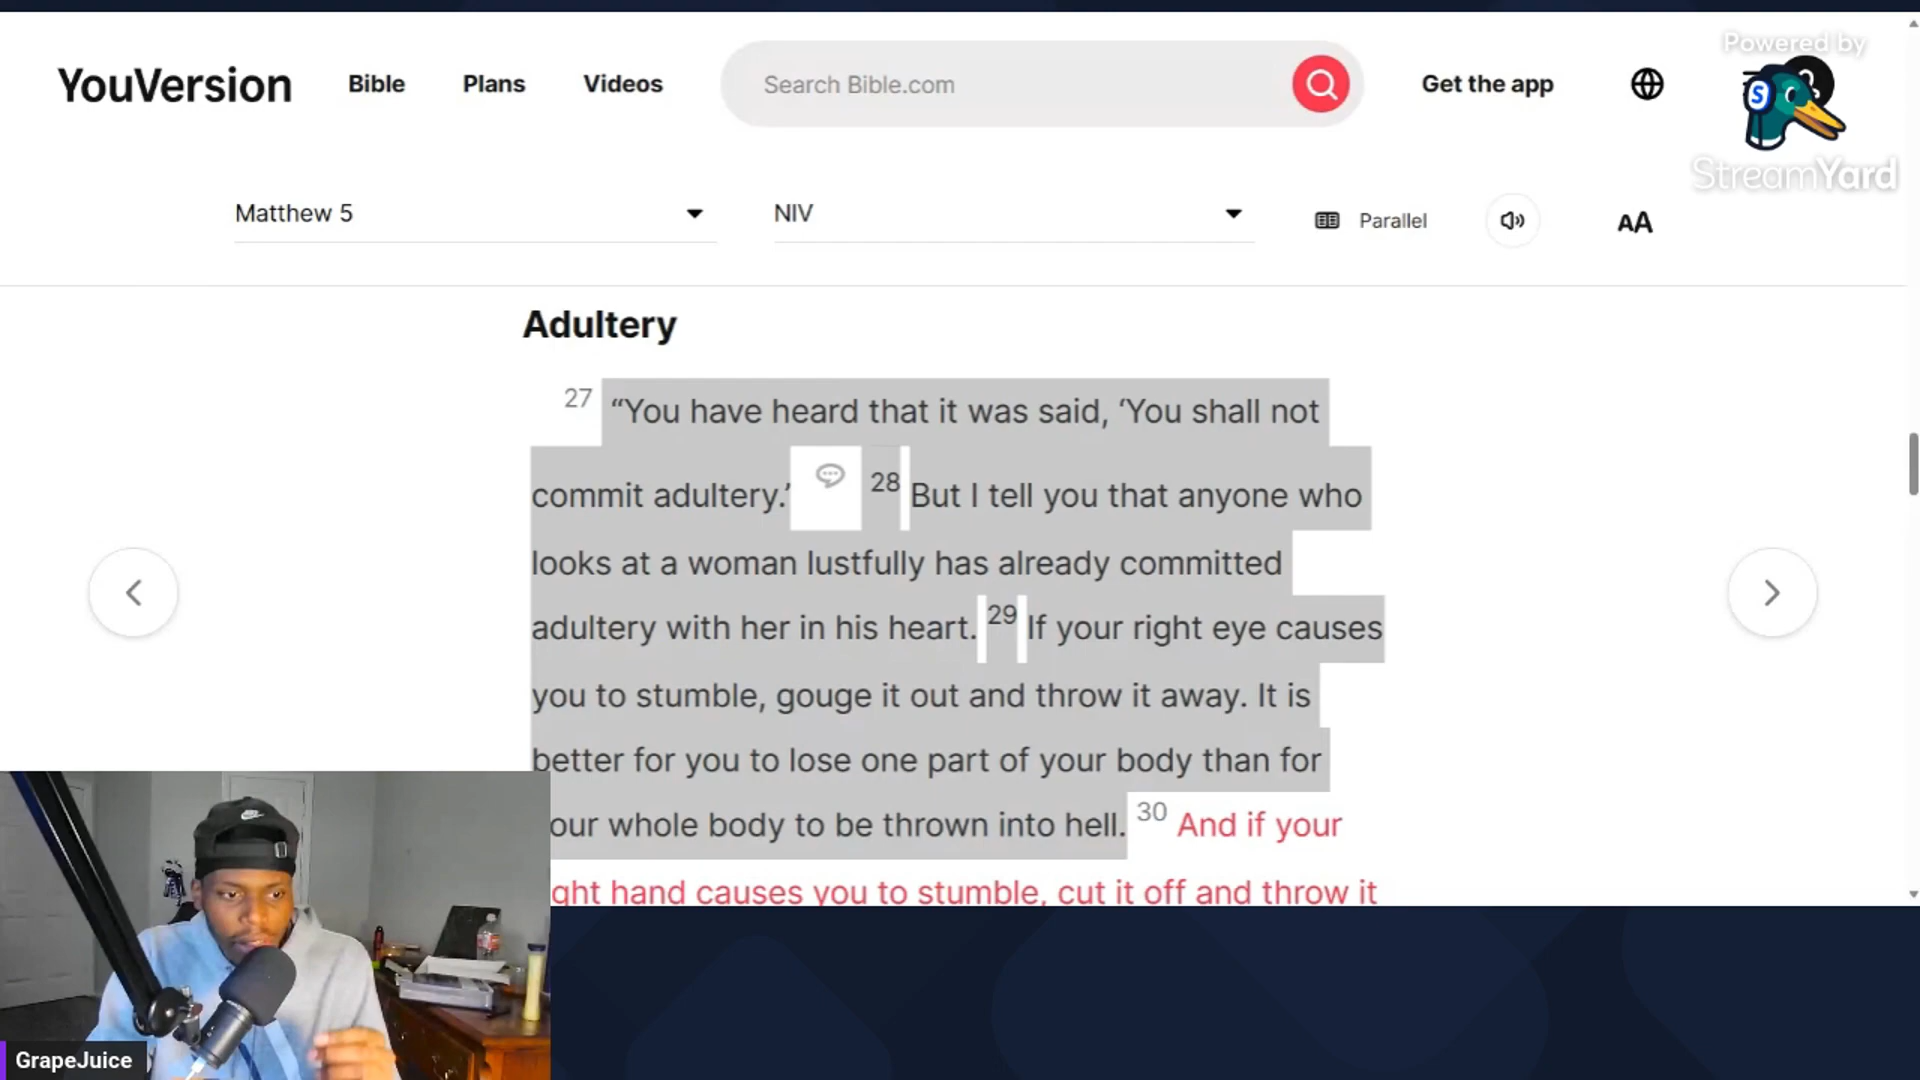 Powered by
YouVersion
Bible
Plans
Videos
Search Bible.com
Get the app
S
StreamYard
Matthew 5
NIV
Parallel
AA
Adultery
27 “You have heard that it was said, ‘You shall not
commit adultery.’ 28 But I tell you that anyone who
looks at a woman lustfully has already committed
adultery with her in his heart. 29 If your right eye causes
you to stumble, gouge it out and throw it away. It is
better for you to lose one part of your body than for
our whole body to be thrown into hell. 30 And if your
ght hand causes you to stumble, cut it off and throw it
GrapeJuice